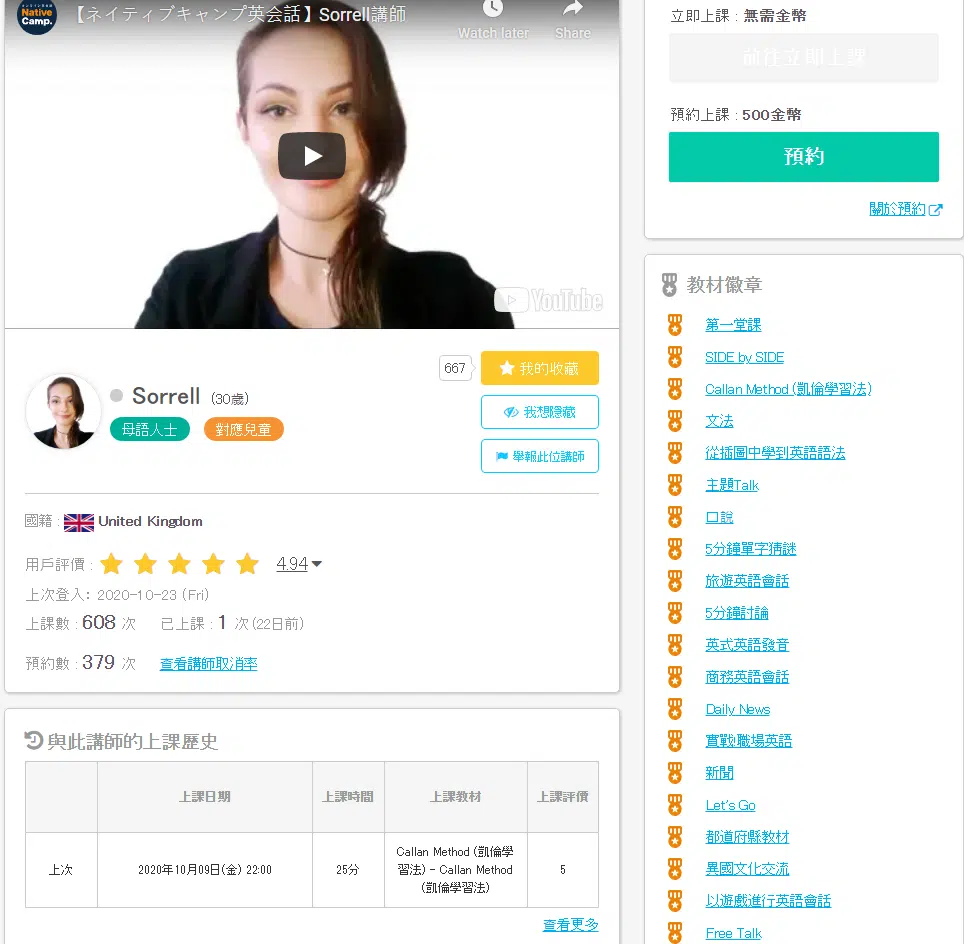 Native
Camp.
【ネイティブキャンプ英会話】Sorrell講師
Watch later
Share
YouTube
667
我的收藏
Sorrell (30歳)
母語人士
對應兒童
我想隱藏
舉報此位講師
國籍 : United Kingdom
用戶評價 : 4.94
上次登入: 2020-10-23 (Fri)
上課數 : 608 次 已上課 : 1 次 (22日前)
預約數 : 379 次 查看講師取消率
與此講師的上課歷史
上課日期 上課時間 上課教材 上課評價
上次 2020年10月09日(金) 22:00 25分 Callan Method (凱倫學
習法) - Callan Method
(凱倫學習法) 5
查看更多
立即上課 : 無需金幣
前往立即上課
預約上課 : 500金幣
預約
關於預約
教材徽章
第一堂課
SIDE by SIDE
Callan Method (凱倫學習法)
文法
從插圖中學到英語語法
主題Talk
口說
5分鐘單字猜謎
旅遊英語會話
5分鐘討論
英式英語發音
商務英語會話
Daily News
實戰!職場英語
新聞
Let's Go
都道府縣教材
異國文化交流
以遊戲進行英語會話
Free Talk